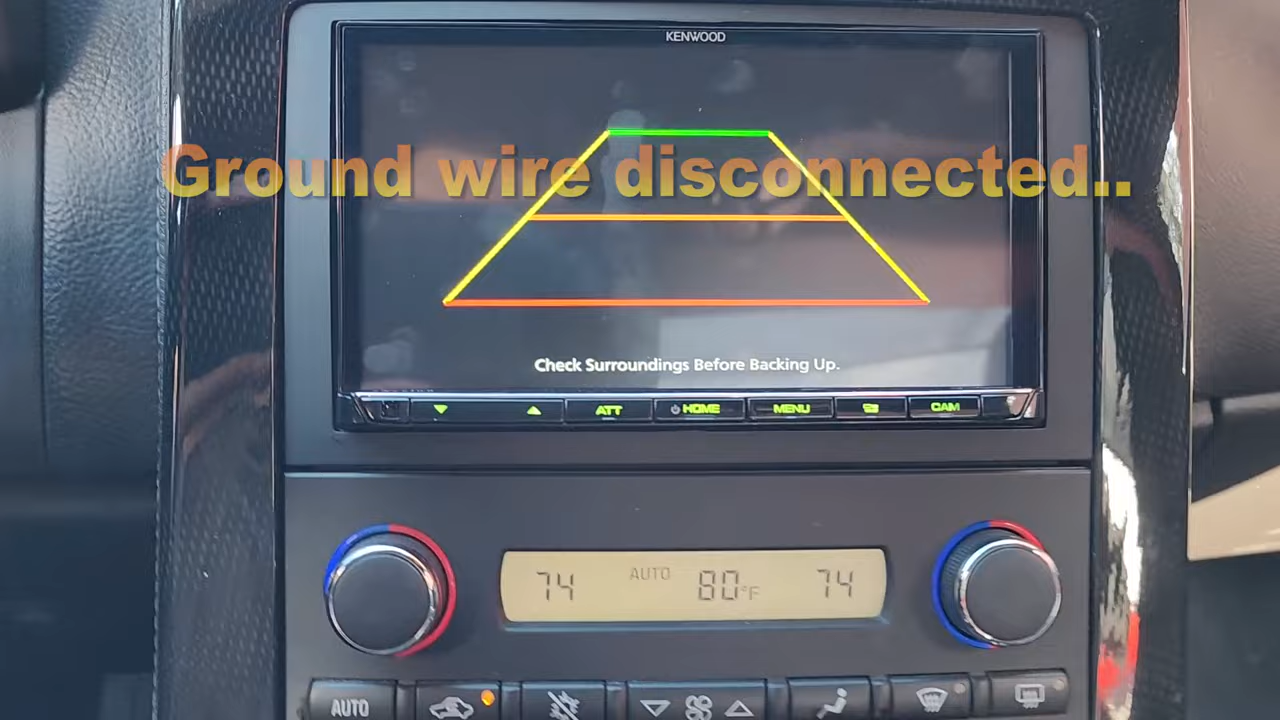 KENWOOD
Ground wire disconnected..
Check Surroundings Before Backing Up.
ATT HOME MENU CAM
74 AUTO 80°F 74
AUTO